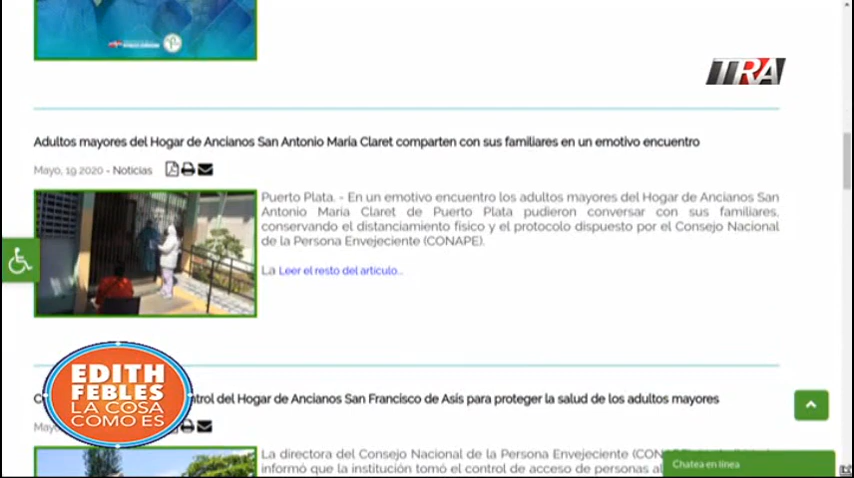 TRA
Adultos mayores del Hogar de Ancianos San Antonio María Claret comparten con sus familiares en un emotivo encuentro
Mayo, 19 2020 - Noticias
Puerto Plata. - En un emotivo encuentro los adultos mayores del Hogar de Ancianos San
Antonio María Claret de Puerto Plata pudieron conversar con sus familiares,
conservando el distanciamiento físico y el protocolo dispuesto por el Consejo Nacional
de la Persona Envejeciente (CONAPE).
La Leer el resto del artículo...
EDITH
FEBLES
LA COSA
COMO ES
ntrol del Hogar de Ancianos San Francisco de Asís para proteger la salud de los adultos mayores
May
La directora del Consejo Nacional de la Persona Envejeciente (CON
informó que la institución tomó el control de acceso de personas al
Chatea en línea